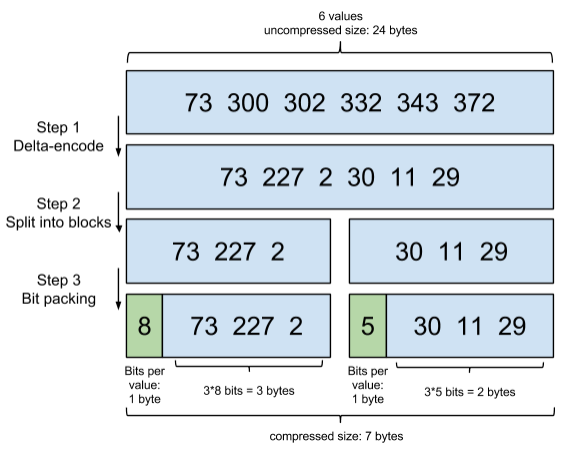 6 values
uncompressed size: 24 bytes
73 300 302 332 343 372
Step 1
Delta-encode
73 227 2 30 11 29
Step 2
Split into blocks
73 227 2
30 11 29
Step 3
Bit packing
8
73 227 2
5
30 11 29
Bits per
value:
1 byte
3*8 bits = 3 bytes
Bits per
value:
1 byte
3*5 bits = 2 bytes
compressed size: 7 bytes